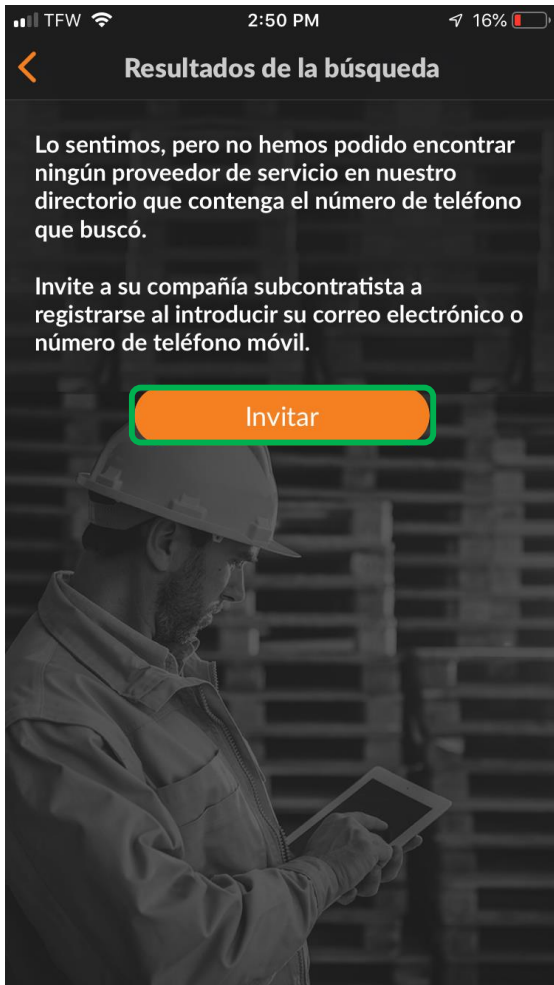 TFW 2:50 PM 16%
Resultados de la búsqueda
Lo sentimos, pero no hemos podido encontrar
ningún proveedor de servicio en nuestro
directorio que contenga el número de teléfono
que buscó.
Invite a su compañía subcontratista a
registrarse al introducir su correo electrónico o
número de teléfono móvil.
Invitar